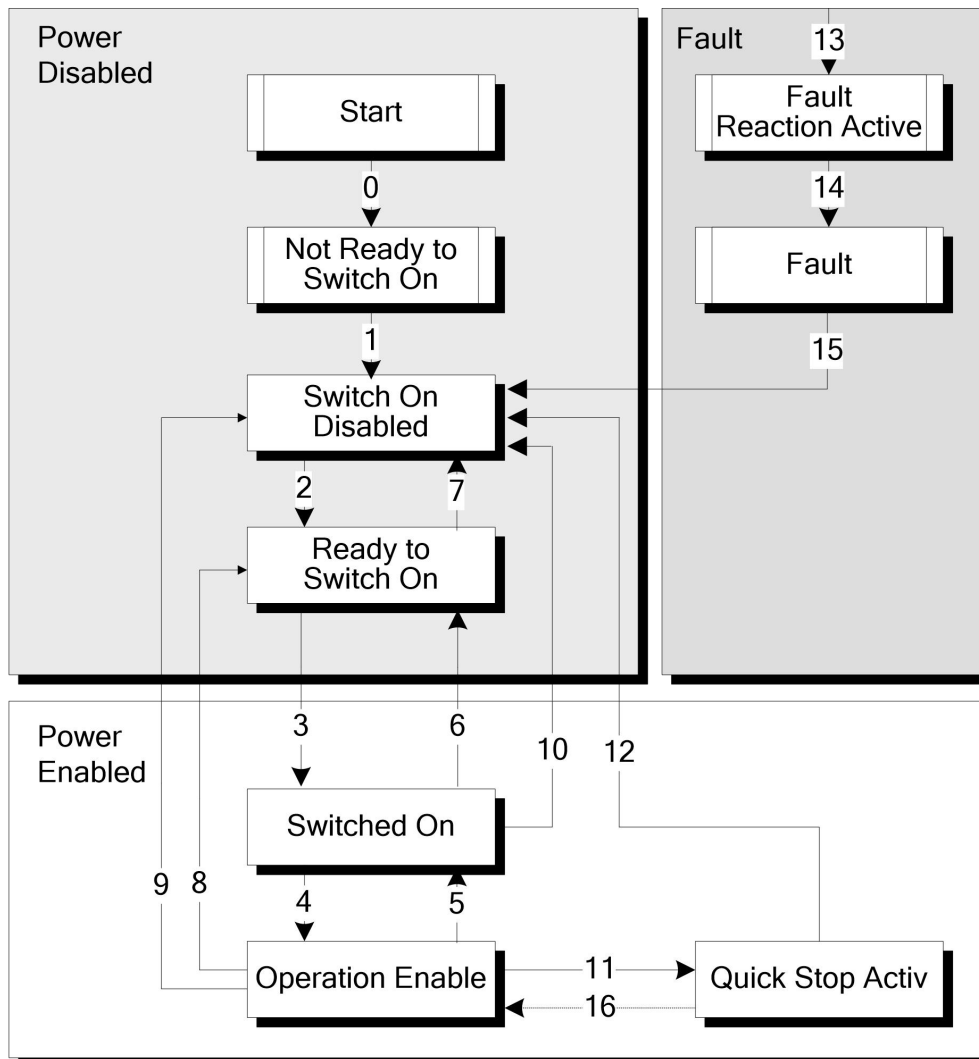 Power
Disabled
Start
0
Not Ready to
Switch On
1
Switch On
Disabled
2
7
Ready to
Switch On
Fault
13
Fault
Reaction Active
14
Fault
15
Power
Enabled
3
6
10
12
Switched On
9
8
4
5
Operation Enable
11
16
Quick Stop Activ